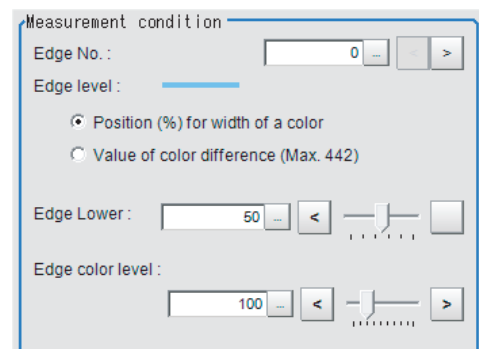 Measurement condition
Edge No. : 0 ... < >
Edge level :
Position (%) for width of a color
Value of color difference (Max. 442)
Edge Lower : 50 ... <
Edge color level :
100 ... < >